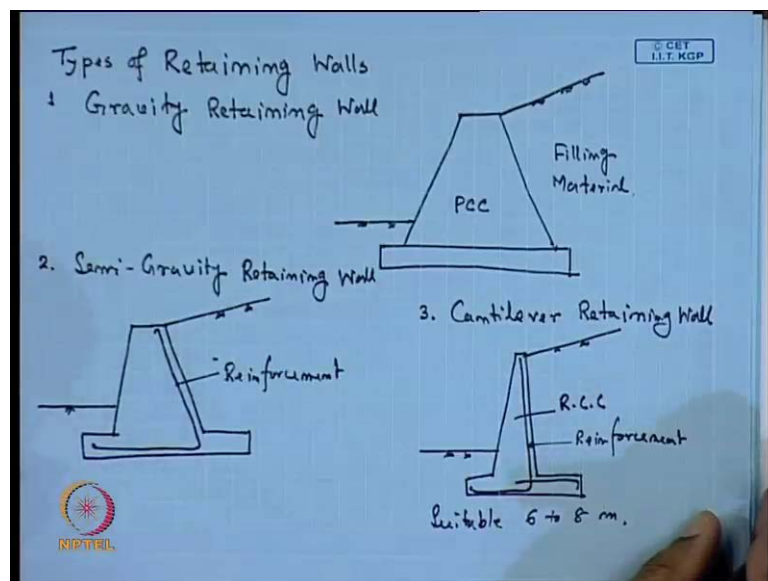 Types of Retaining Walls
© CET
I.I.T. KGP
1 Gravity Retaining Wall
Filling
Material.
PCC
2. Semi-Gravity Retaining Wall
Reinforcement
3. Cantilever Retaining Wall
R.C.C
Reinforcement
Suitable 6 to 8 m.
NPTEL